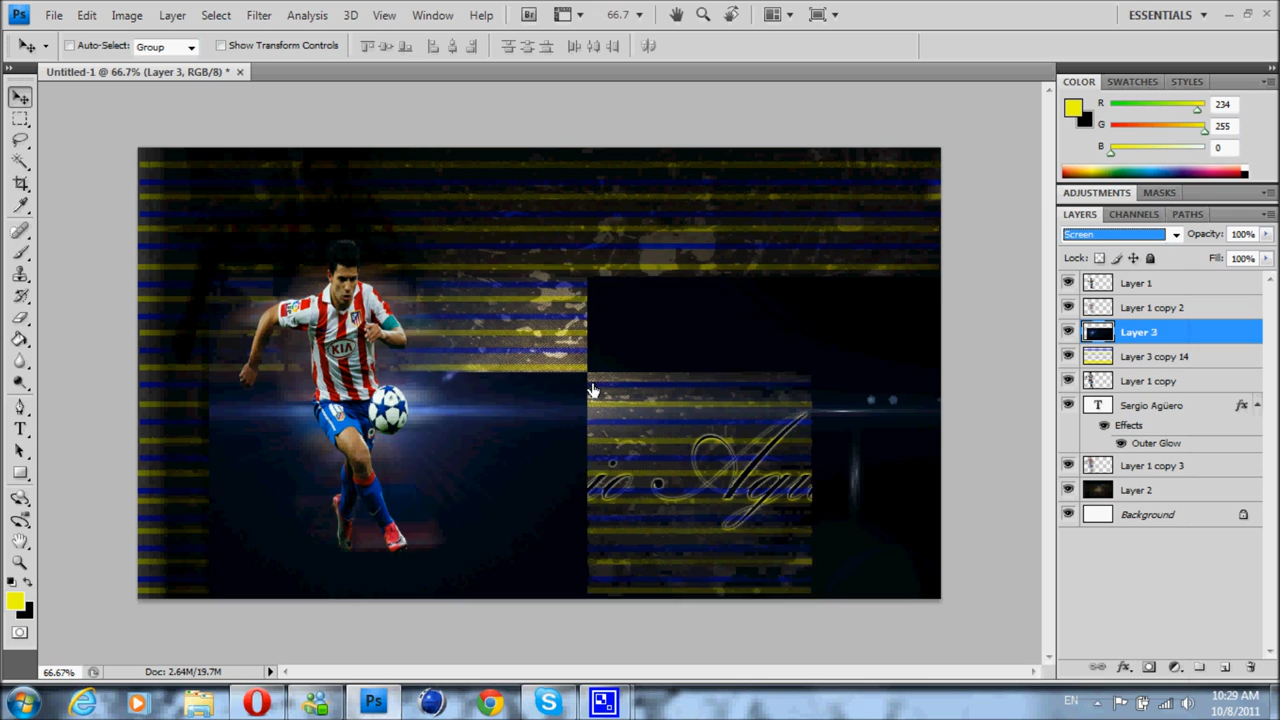 Ps File Edit Image Layer Select Filter Analysis 3D View Window Help Br 66.7 ESSENTIALS
Auto-Select: Group Show Transform Controls
Untitled-1 @ 66.7% (Layer 3, RGB/8) *
COLOR SWATCHES STYLES
R 234
G 255
B 0
ADJUSTMENTS MASKS
LAYERS CHANNELS PATHS
Screen Opacity: 100%
Lock: Fill: 100%
Layer 1
Layer 1 copy 2
Layer 3
Layer 3 copy 14
Layer 1 copy
T Sergio Agüero fx
Effects
Outer Glow
Layer 1 copy 3
Layer 2
Background
KIA
10
66.67% Doc: 2.64M/19.7M
EN 10:29 AM
10/8/2011